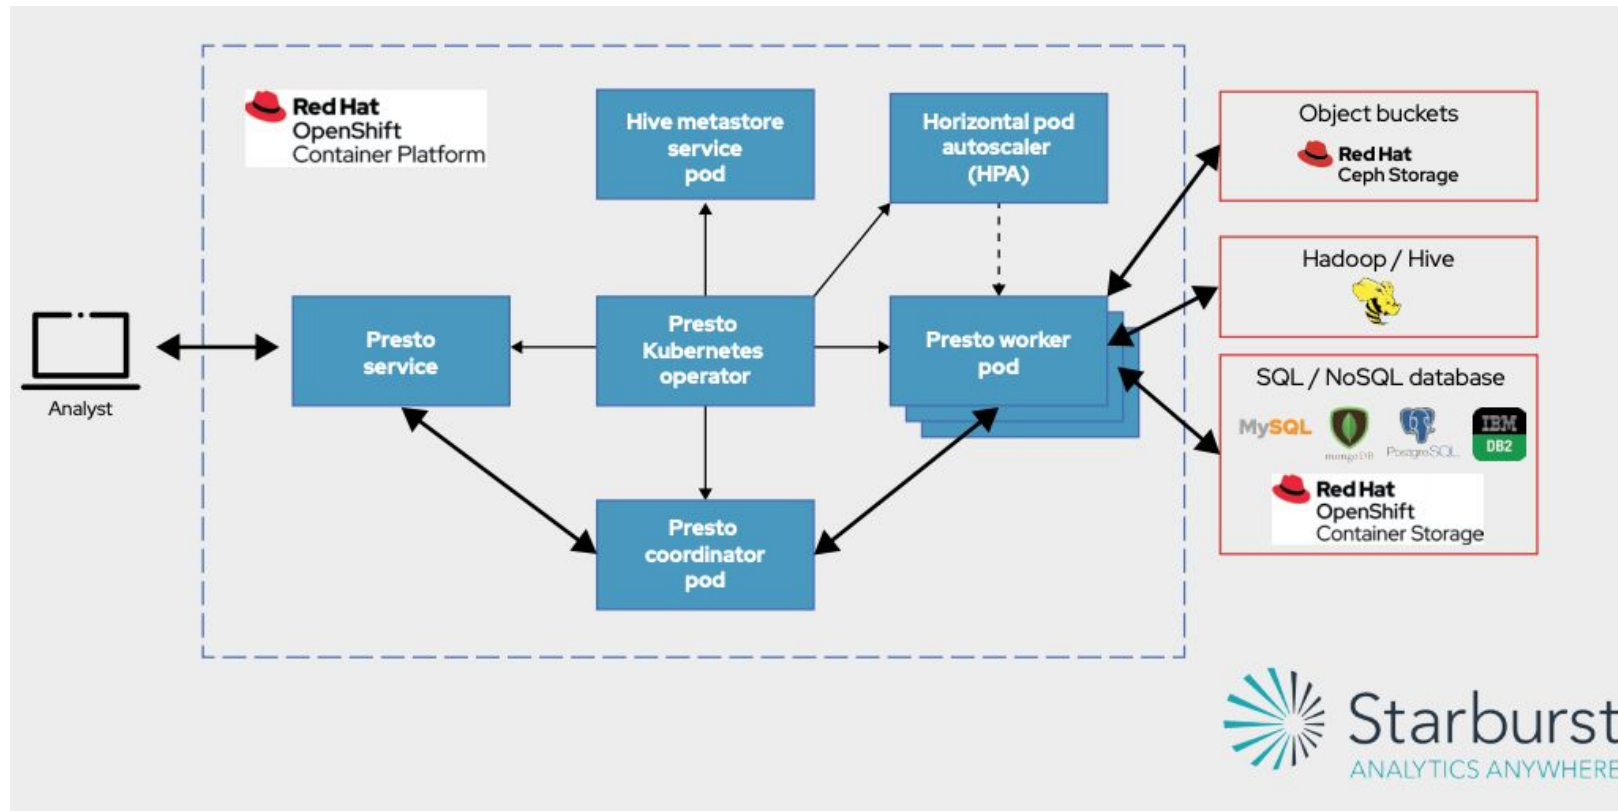 Red Hat
OpenShift
Container Platform
Hive metastore
service
pod
Horizontal pod
autoscaler
(HPA)
Object buckets
Red Hat
Ceph Storage
Hadoop / Hive
Analyst
Presto
service
Presto
Kubernetes
operator
Presto worker
pod
SQL / NoSQL database
MySQL
mongoDB
PostgreSQL
IBM
DB2
Red Hat
OpenShift
Container Storage
Presto
coordinator
pod
Starburst
ANALYTICS ANYWHERE